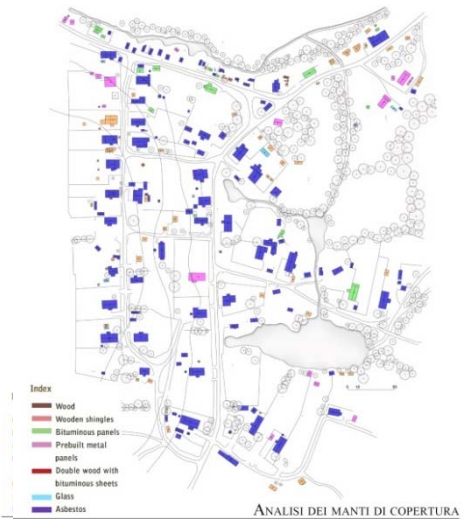 Index
Wood
Wooden shingles
Bituminous panels
Prebuilt metal
panels
Double wood with
bituminous sheets
Glass
Asbestos
ANALISI DEI MANTI DI COPERTURA